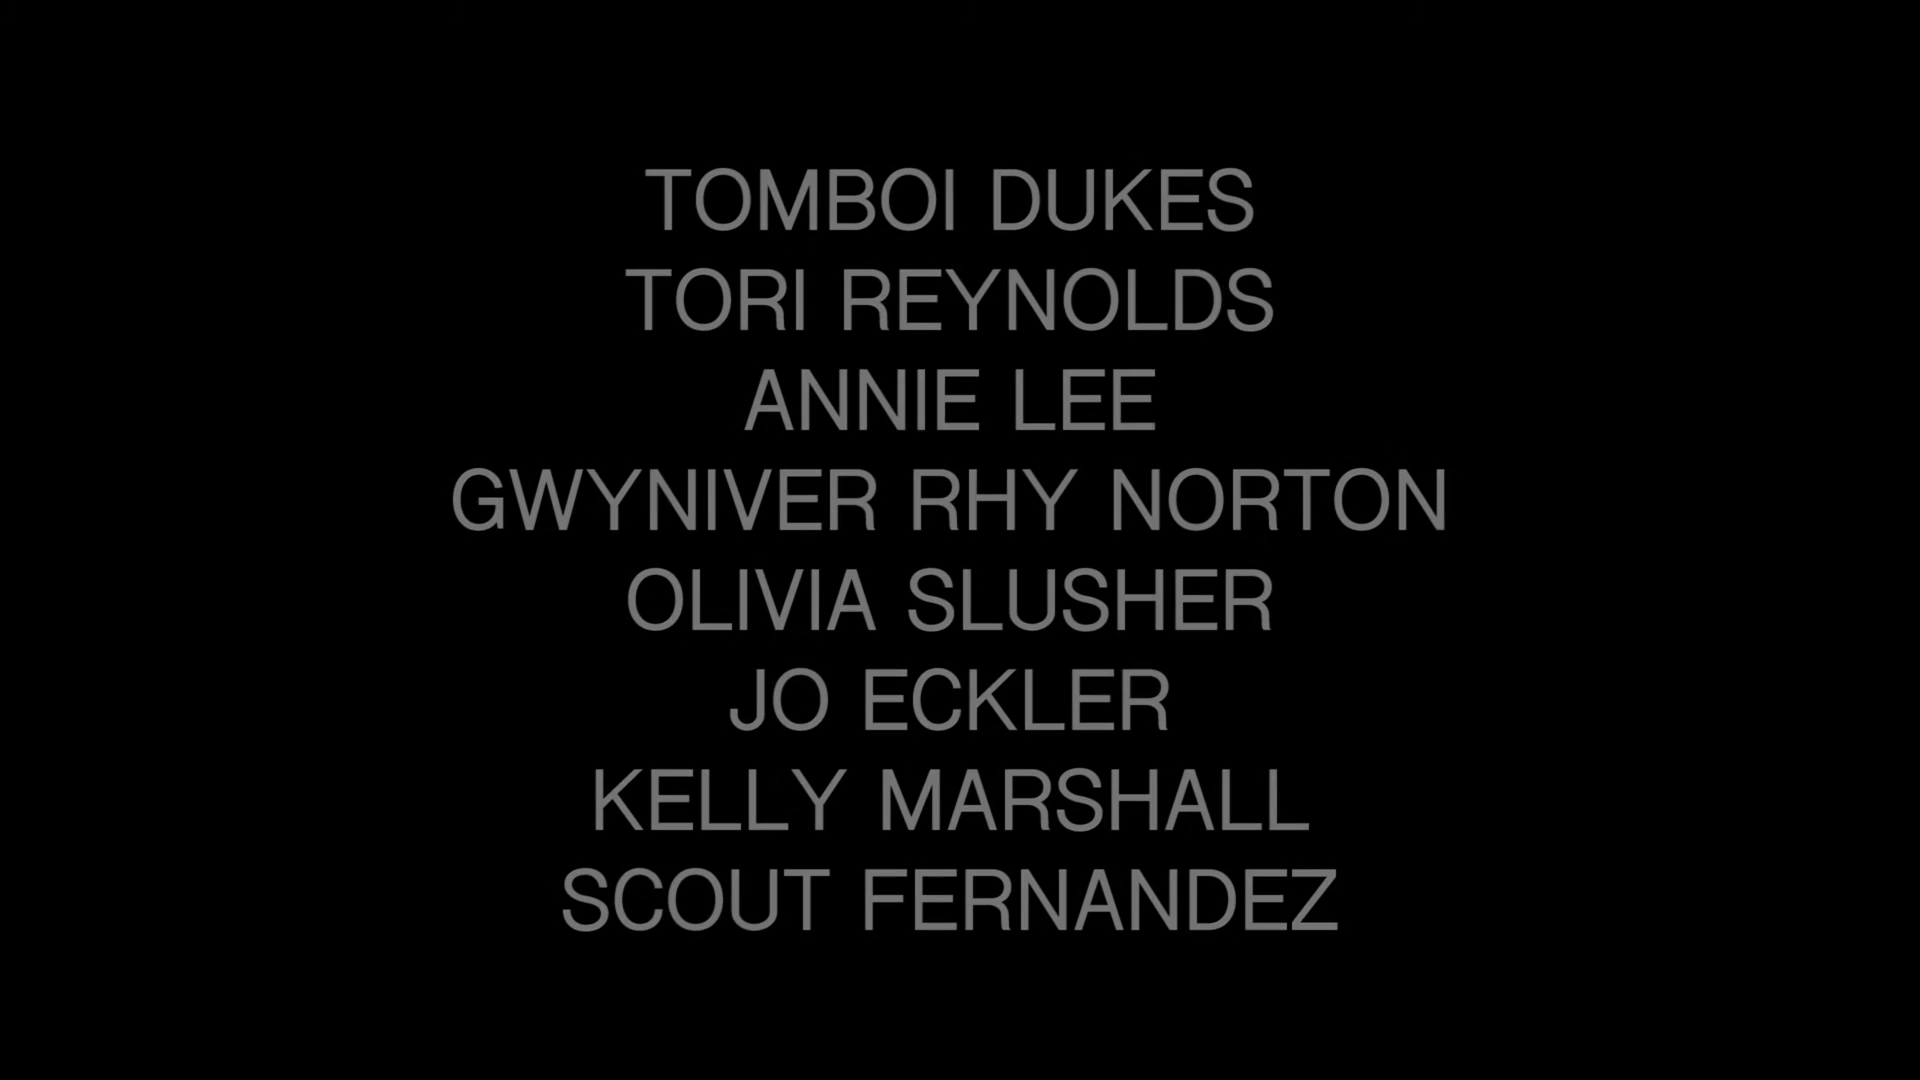 TOMBOI DUKES
TORI REYNOLDS
ANNIE LEE
GWYNIVER RHY NORTON
OLIVIA SLUSHER
JO ECKLER
KELLY MARSHALL
SCOUT FERNANDEZ